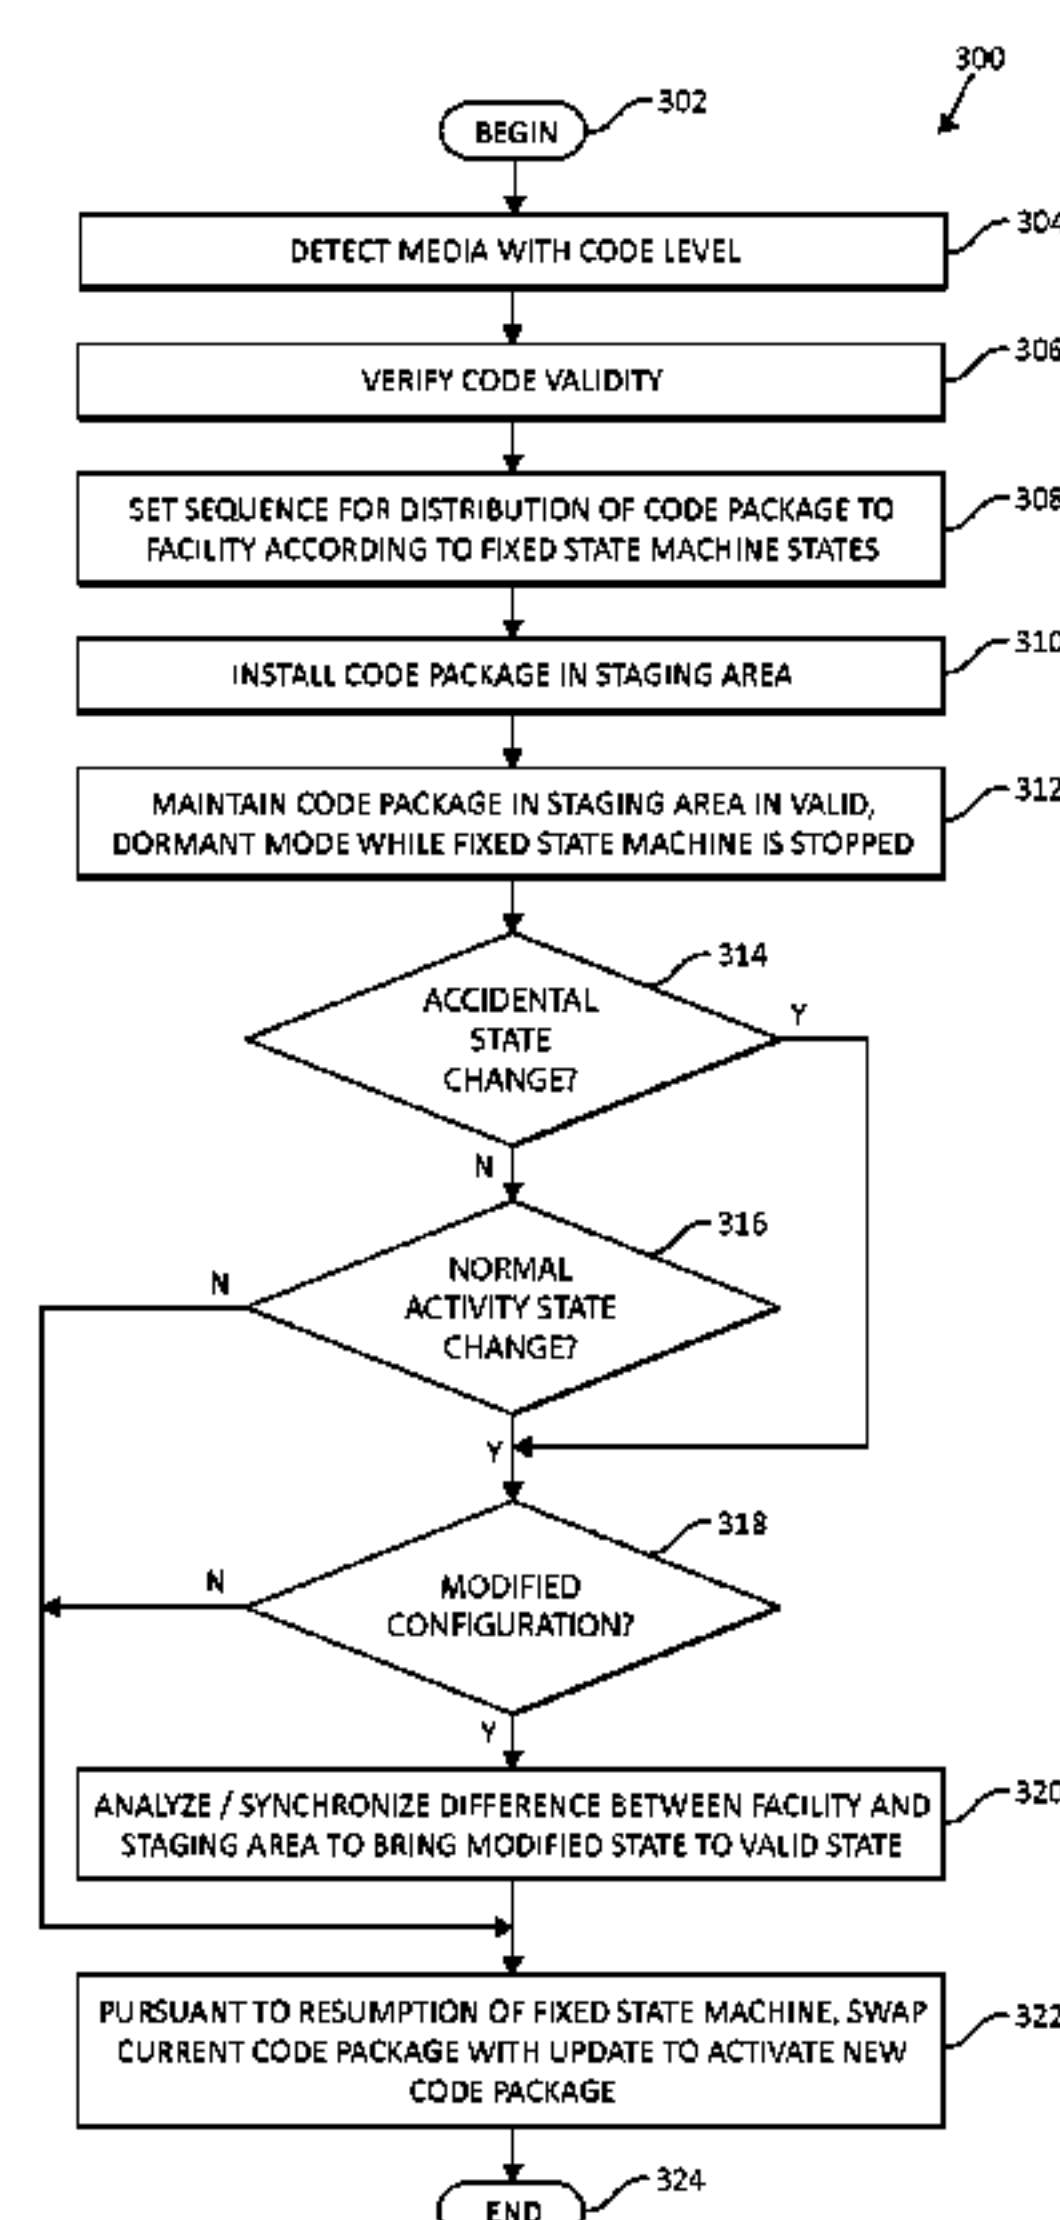 300
BEGIN
302
DETECT MEDIA WITH CODE LEVEL
304
VERIFY CODE VALIDITY
306
SET SEQUENCE FOR DISTRIBUTION OF CODE PACKAGE TO
FACILITY ACCORDING TO FIXED STATE MACHINE STATES
308
INSTALL CODE PACKAGE IN STAGING AREA
310
MAINTAIN CODE PACKAGE IN STAGING AREA IN VALID,
DORMANT MODE WHILE FIXED STATE MACHINE IS STOPPED
312
314
ACCIDENTAL
STATE
CHANGE?
Y
N
316
NORMAL
ACTIVITY STATE
CHANGE?
N
Y
318
MODIFIED
CONFIGURATION?
N
Y
ANALYZE / SYNCHRONIZE DIFFERENCE BETWEEN FACILITY AND
STAGING AREA TO BRING MODIFIED STATE TO VALID STATE
320
PURSUANT TO RESUMPTION OF FIXED STATE MACHINE, SWAP
CURRENT CODE PACKAGE WITH UPDATE TO ACTIVATE NEW
CODE PACKAGE
322
END
324